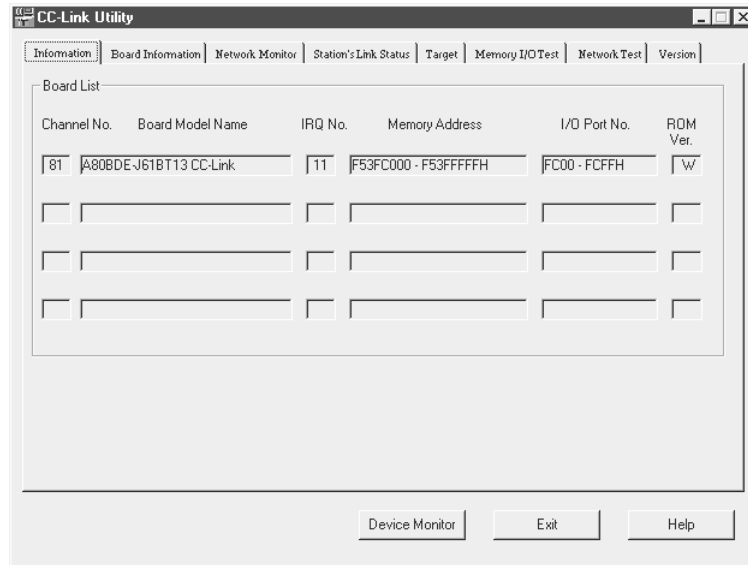 CC-Link Utility
Information Board Information Network Monitor Station's Link Status Target Memory I/O Test Network Test Version
Board List
Channel No. Board Model Name IRQ No. Memory Address I/O Port No. ROM Ver.
81 A80BDE-J61BT13 CC-Link 11 F53FC000 - F53FFFFFH FC00 - FCFFH W
Device Monitor Exit Help